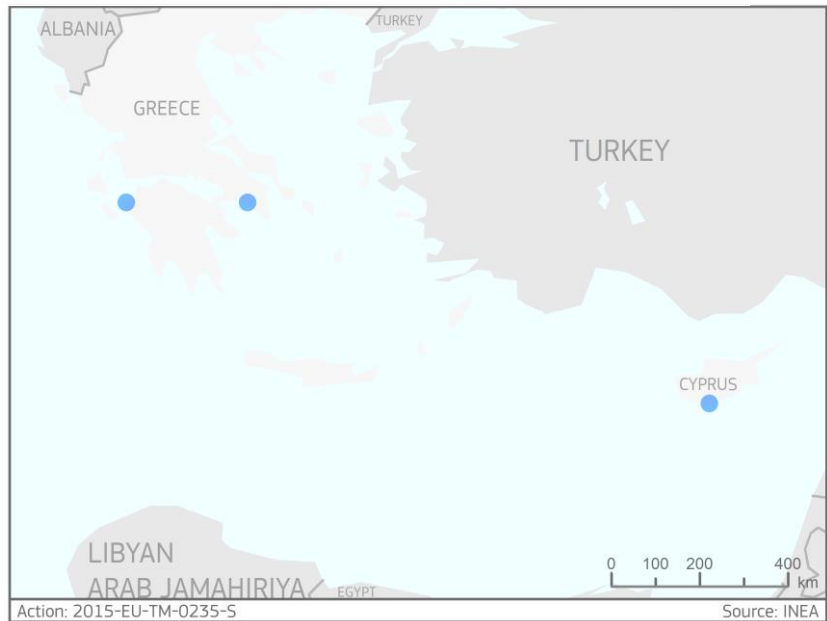 ALBANIA
TURKEY
GREECE
TURKEY
CYPRUS
LIBYAN
ARAB JAMAHIRIYA
EGYPT
0 100 200 400
km
Action: 2015-EU-TM-0235-S
Source: INEA